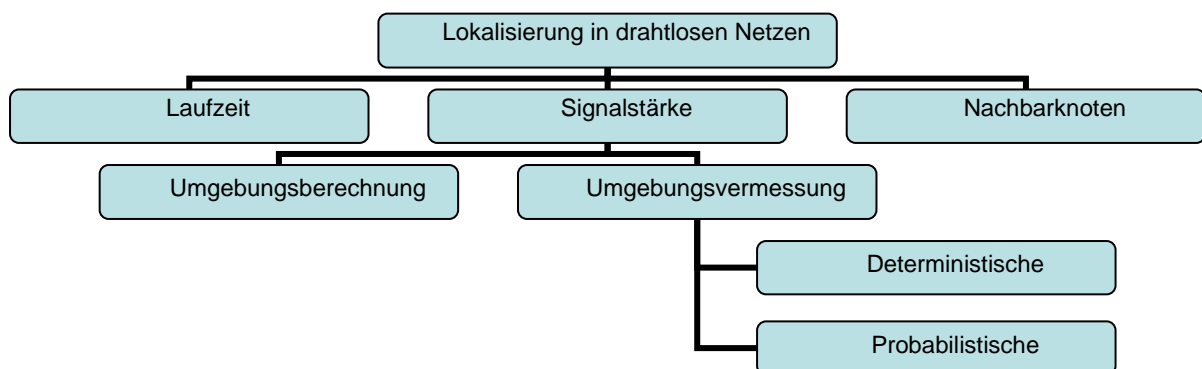 Lokalisierung in drahtlosen Netzen
Laufzeit
Signalstärke
Nachbarknoten
Umgebungsberechnung
Umgebungsvermessung
Deterministische
Probabilistische